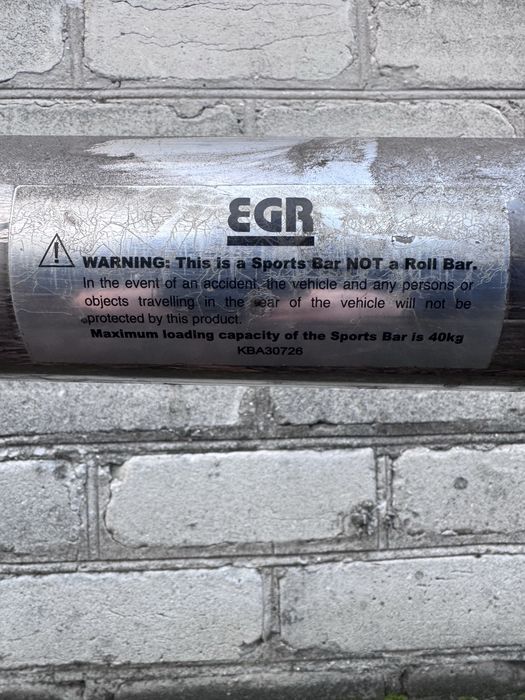 EGR
WARNING: This is a Sports Bar NOT a Roll Bar.
In the event of an accident, the vehicle and any persons or
objects travelling in the rear of the vehicle will not be
protected by this product.
Maximum loading capacity of the Sports Bar is 40kg
KBA30726